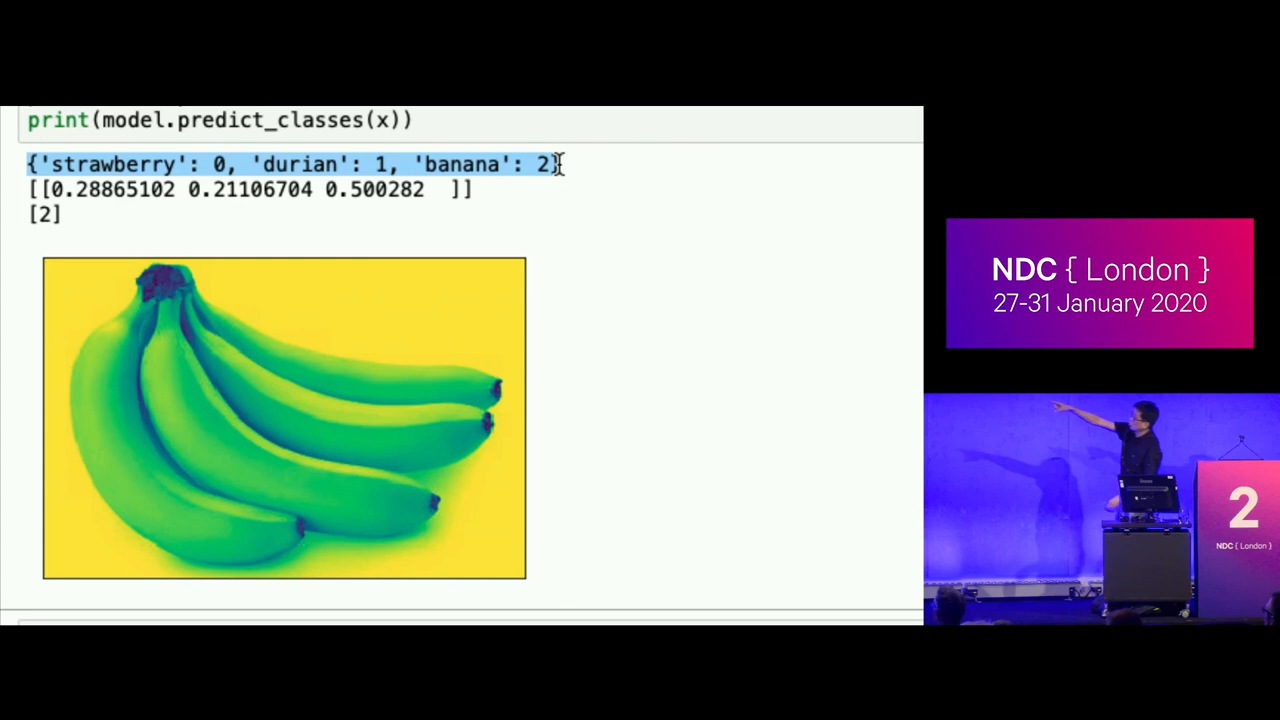 print(model.predict_classes(x))
{'strawberry': 0, 'durian': 1, 'banana': 2}
[[0.28865102 0.21106704 0.500282  ]]
[2]
NDC { London }
27-31 January 2020
2
NDC { London }